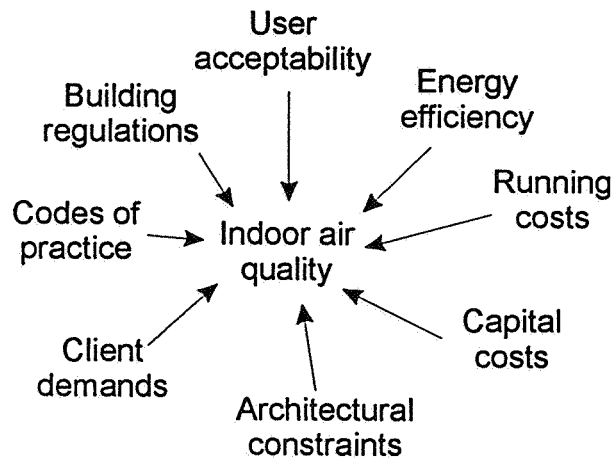 User
acceptability
Energy
efficiency
Building
regulations
Running
costs
Codes of
practice
Indoor air
quality
Capital
costs
Client
demands
Architectural
constraints